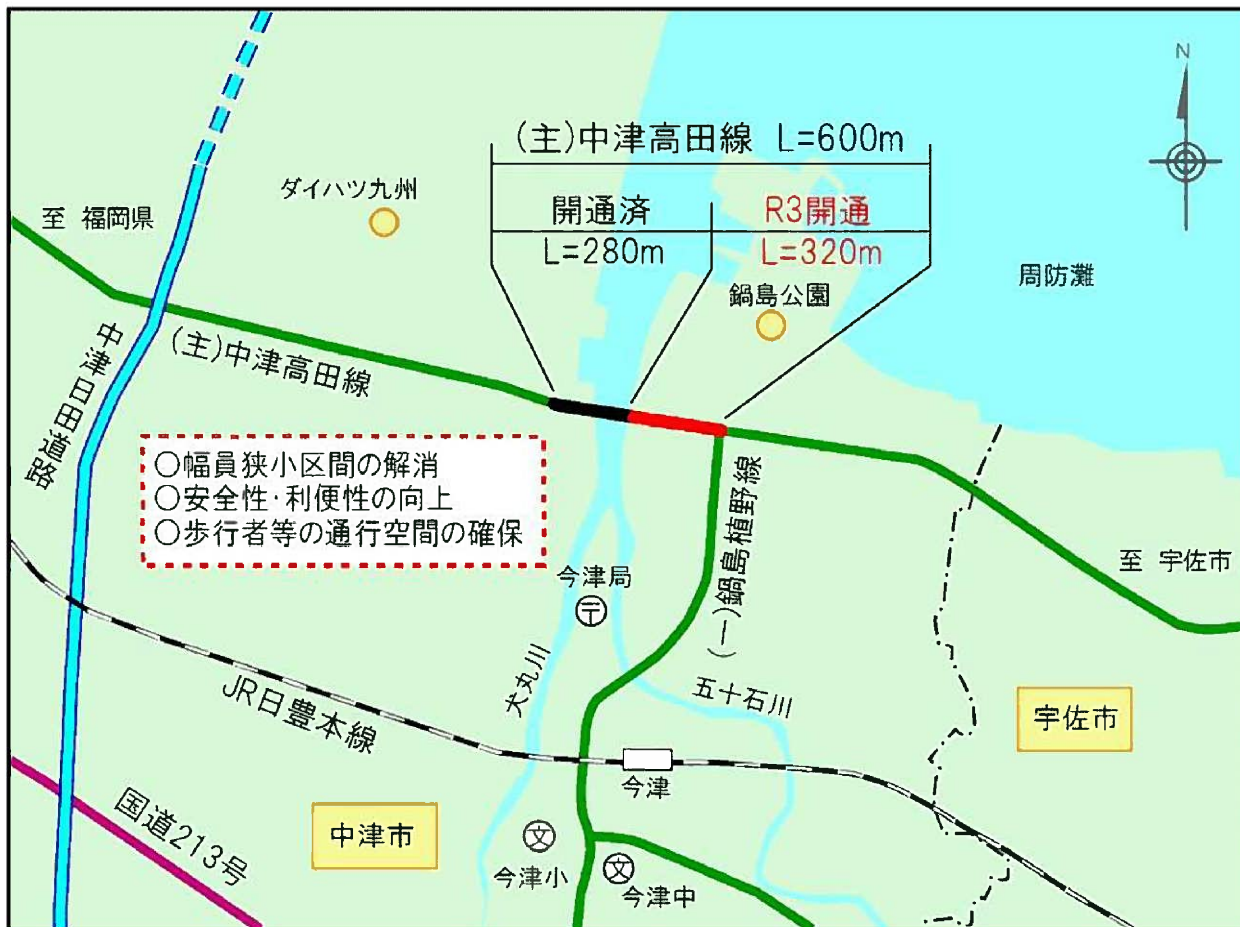 N
(主)中津高田線 L=600m
開通済
L=280m
R3開通
L=320m
ダイハツ九州
至 福岡県
鍋島公園
周防灘
中津日田道路
(主)中津高田線
○幅員狭小区間の解消
○安全性・利便性の向上
○歩行者等の通行空間の確保
(一)鍋島植野線
至 宇佐市
今津局
〒
犬丸川
五十石川
JR日豊本線
宇佐市
今津
国道213号
中津市
文
今津小
文
今津中